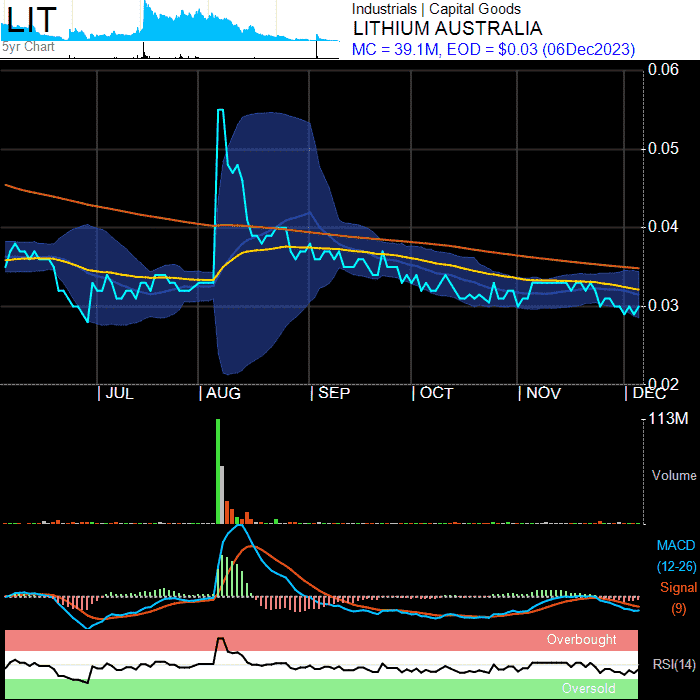 LIT
5yr Chart
Industrials | Capital Goods
LITHIUM AUSTRALIA
MC = 39.1M, EOD = $0.03 (06Dec2023)
0.06
0.05
0.04
0.03
0.02
| JUL | AUG | SEP | OCT | NOV | DEC
113M
Volume
MACD
(12-26)
Signal
(9)
Overbought
RSI(14)
Oversold